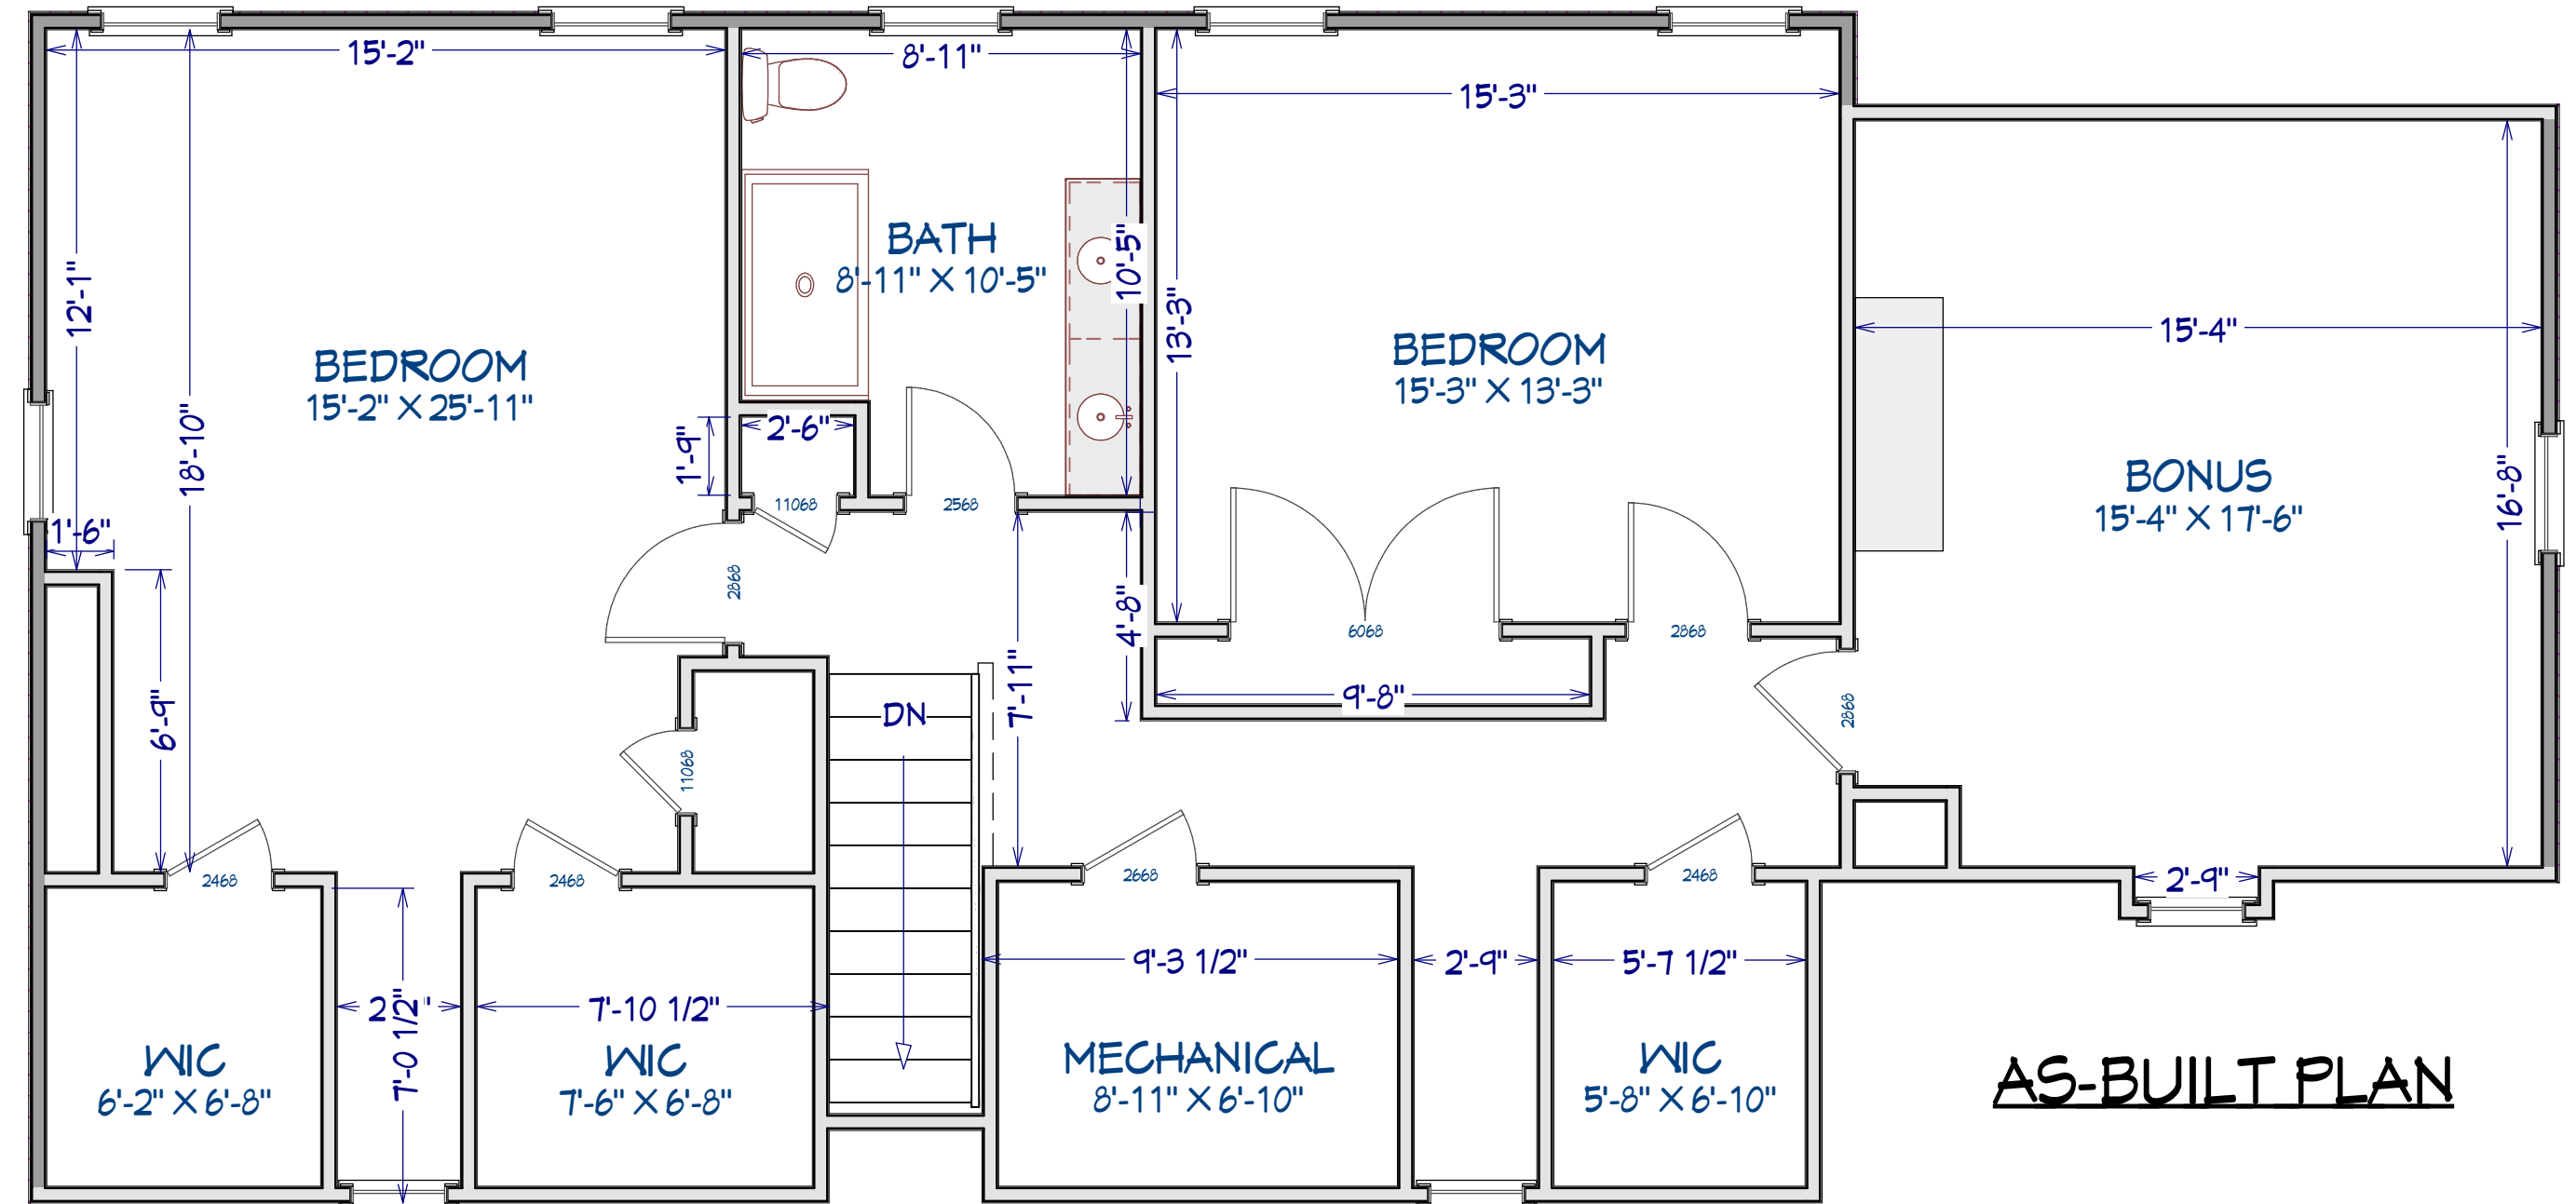 15'-2"
8'-11"
15'-3"
12'-1"
18'-10"
BATH
8'-11" X 10'-5"
10'-5"
13'-3"
15'-4"
BEDROOM
15'-2" X 25'-11"
BEDROOM
15'-3" X 13'-3"
1'-9"
2'-6"
BONUS
15'-4" X 17'-6"
16'-8"
11068
2568
1'-6"
2868
4'-8"
6068
2868
6'-9"
7'-11"
9'-8"
DN
2868
11068
2468
2468
2668
2468
2'-9"
9'-3 1/2"
2'-9"
5'-7 1/2"
7'-0 1/2"
7'-10 1/2"
WIC
6'-2" X 6'-8"
WIC
7'-6" X 6'-8"
MECHANICAL
8'-11" X 6'-10"
WIC
5'-8" X 6'-10"
AS-BUILT PLAN